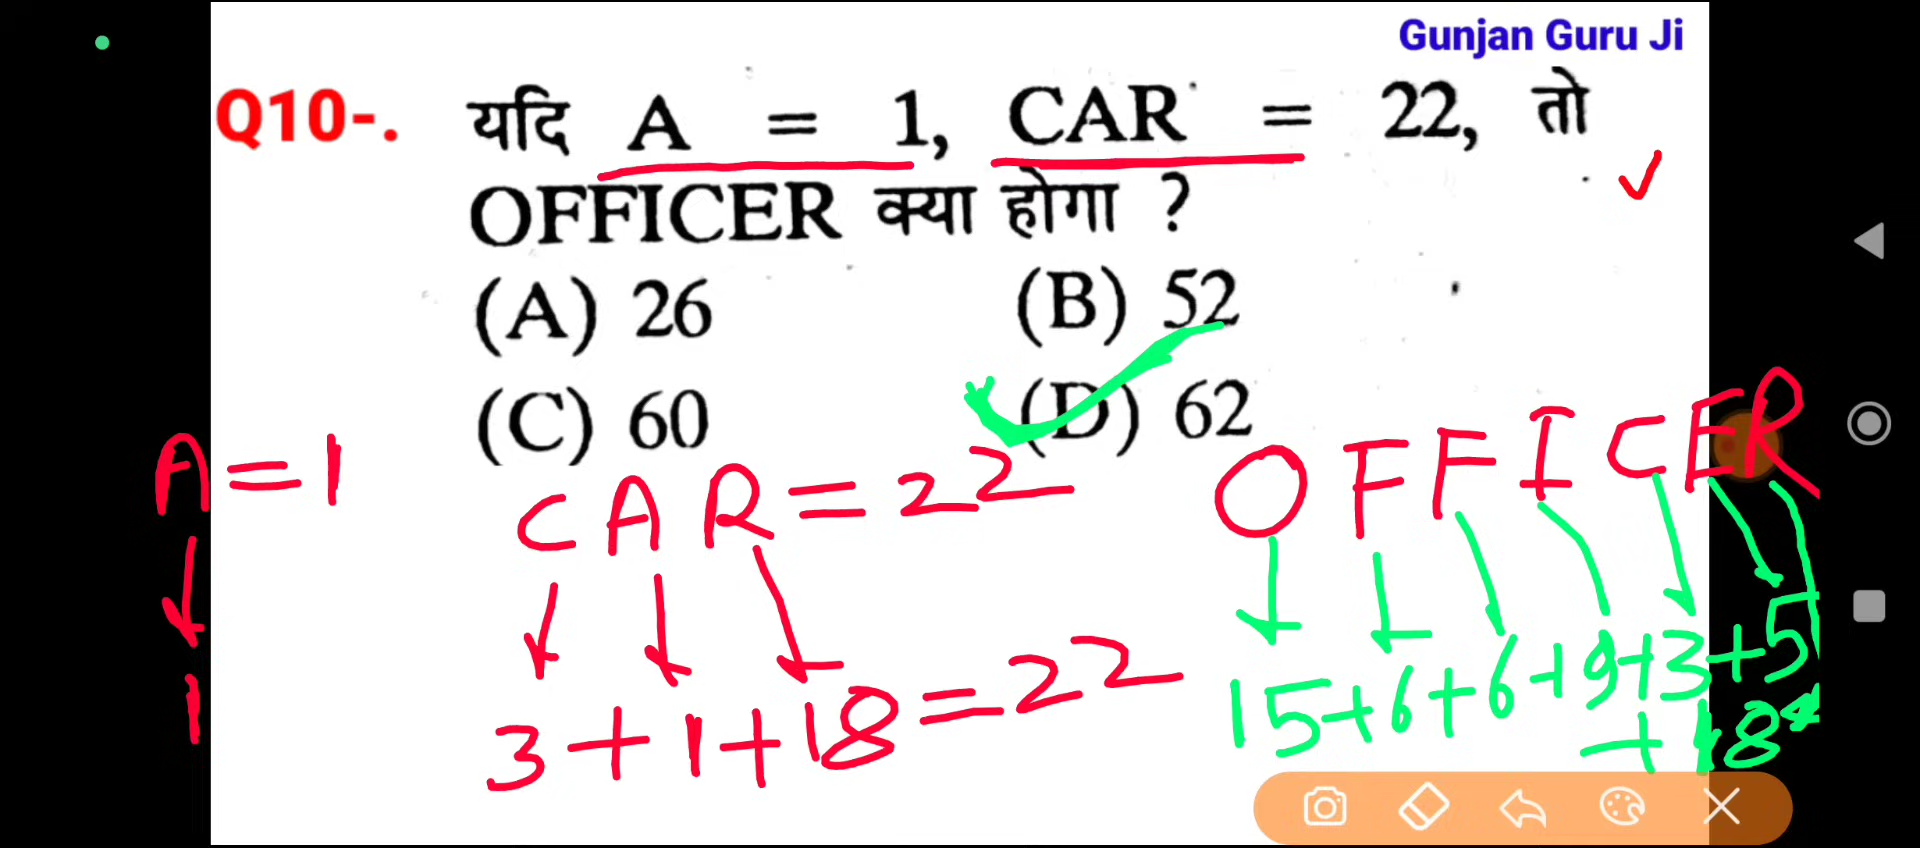 Gunjan Guru Ji
Q10-. यदि A = 1, CAR = 22, तो
OFFICER क्या होगा ?
(A) 26 (B) 52
(C) 60 (D) 62
A = 1 CAR = 22 OFFICER
1 3 + 1 + 18 = 22 15 + 6 + 6 + 9 + 3 + 5
+ 18